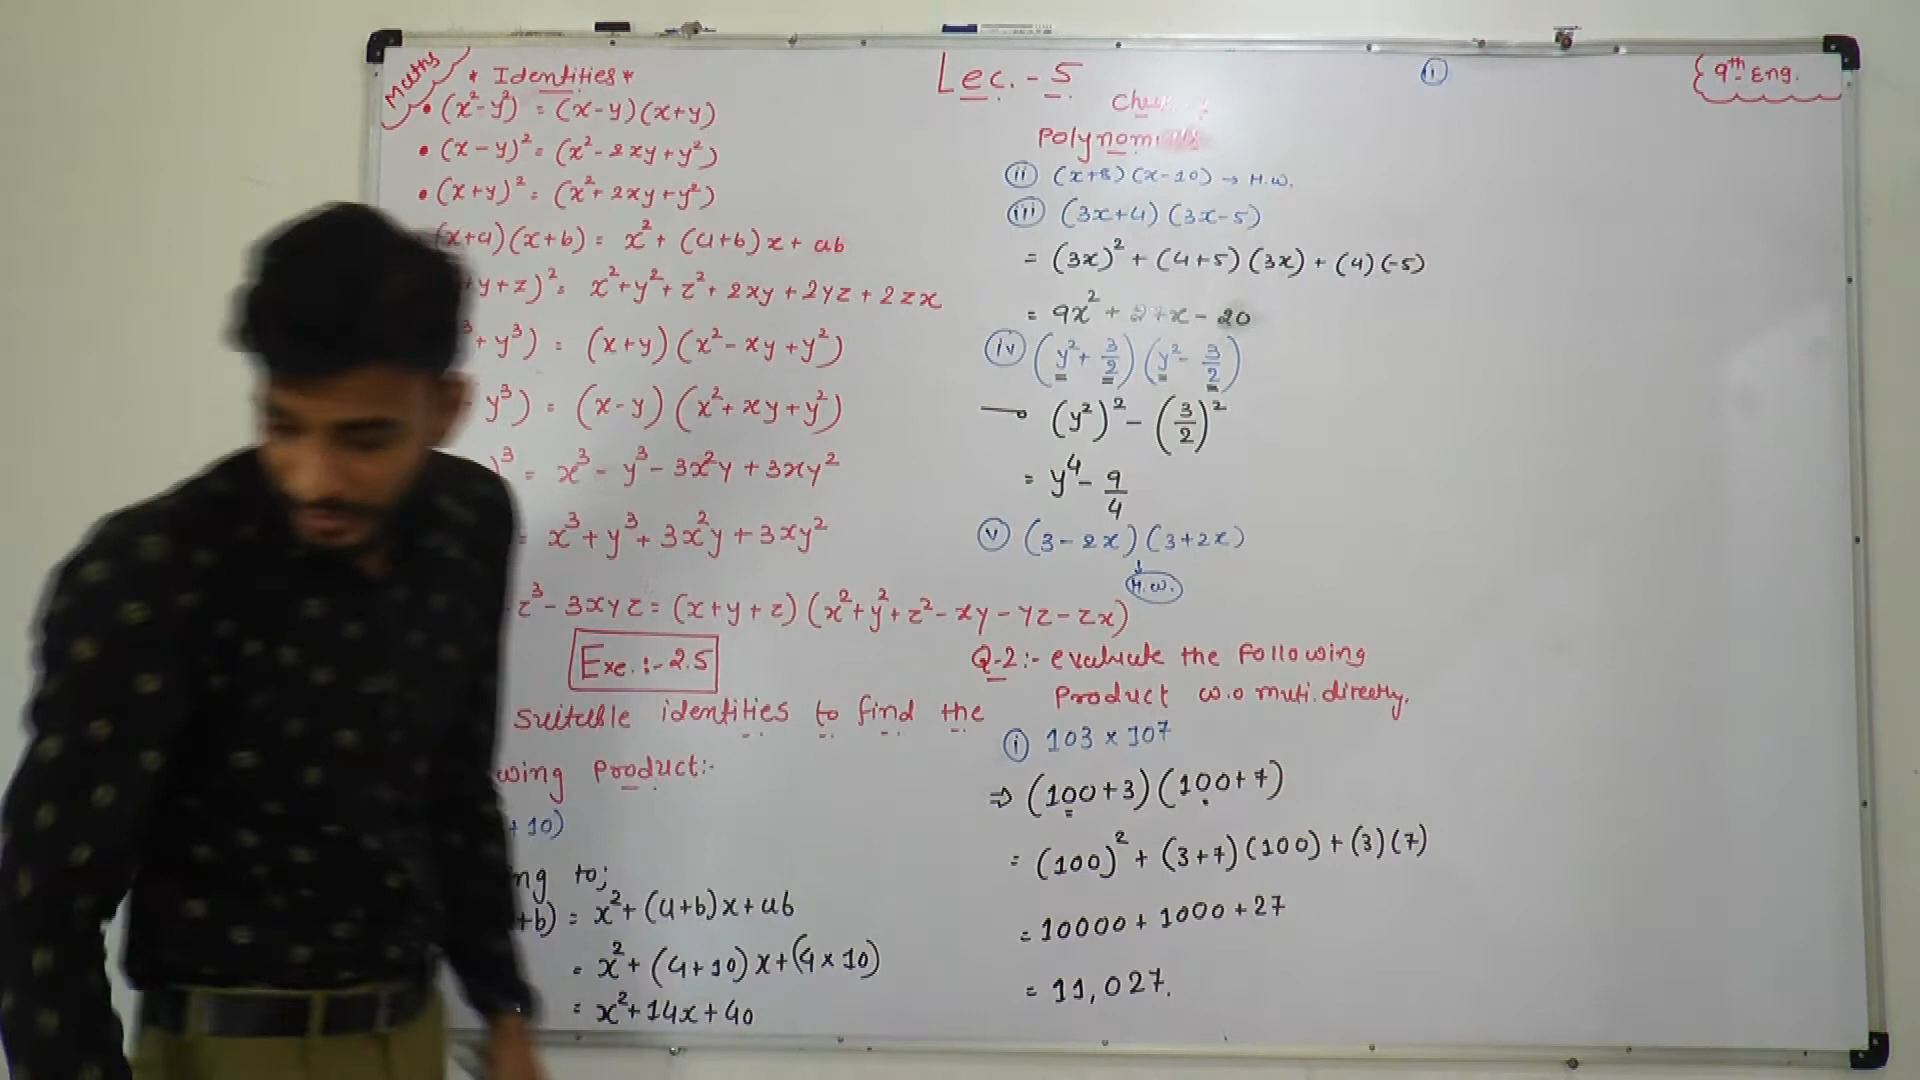 Maths
* Identities *
• (x²-y²) = (x-y)(x+y)
• (x-y)² = (x²-2xy+y²)
• (x+y)² = (x²+2xy+y²)
(x+a)(x+b) = x²+(a+b)x+ab
+y+z)² = x²+y²+z²+2xy+2yz+2zx
³+y³) = (x+y)(x²-xy+y²)
y³) = (x-y)(x²+xy+y²)
)³ = x³-y³-3x²y+3xy²
= x³+y³+3x²y+3xy²
z³-3xyz = (x+y+z)(x²+y²+z²-xy-yz-zx)
Exe.:-2.5
suitable identities to find the
wing Product:-
+10)
ng to;
+b) = x²+(a+b)x+ab
= x²+(4+10)x+(4×10)
= x²+14x+40
Lec.-5
Polynom
(ii) (x+8)(x-10) → H.W.
(iii) (3x+4)(3x-5)
= (3x)²+(4+5)(3x)+(4)(-5)
= 9x²+27x-20
(iv) (y²+3/2)(y²-3/2)
→ (y²)²-(3/2)²
= y⁴-9/4
(v) (3-2x)(3+2x)
↓
H.W.
Q-2:- evaluate the following
Product w.o muti. directly.
(i) 103×107
⇒ (100+3)(100+7)
= (100)²+(3+7)(100)+(3)(7)
= 10000+1000+27
= 11,027.
(i)
9th Eng.